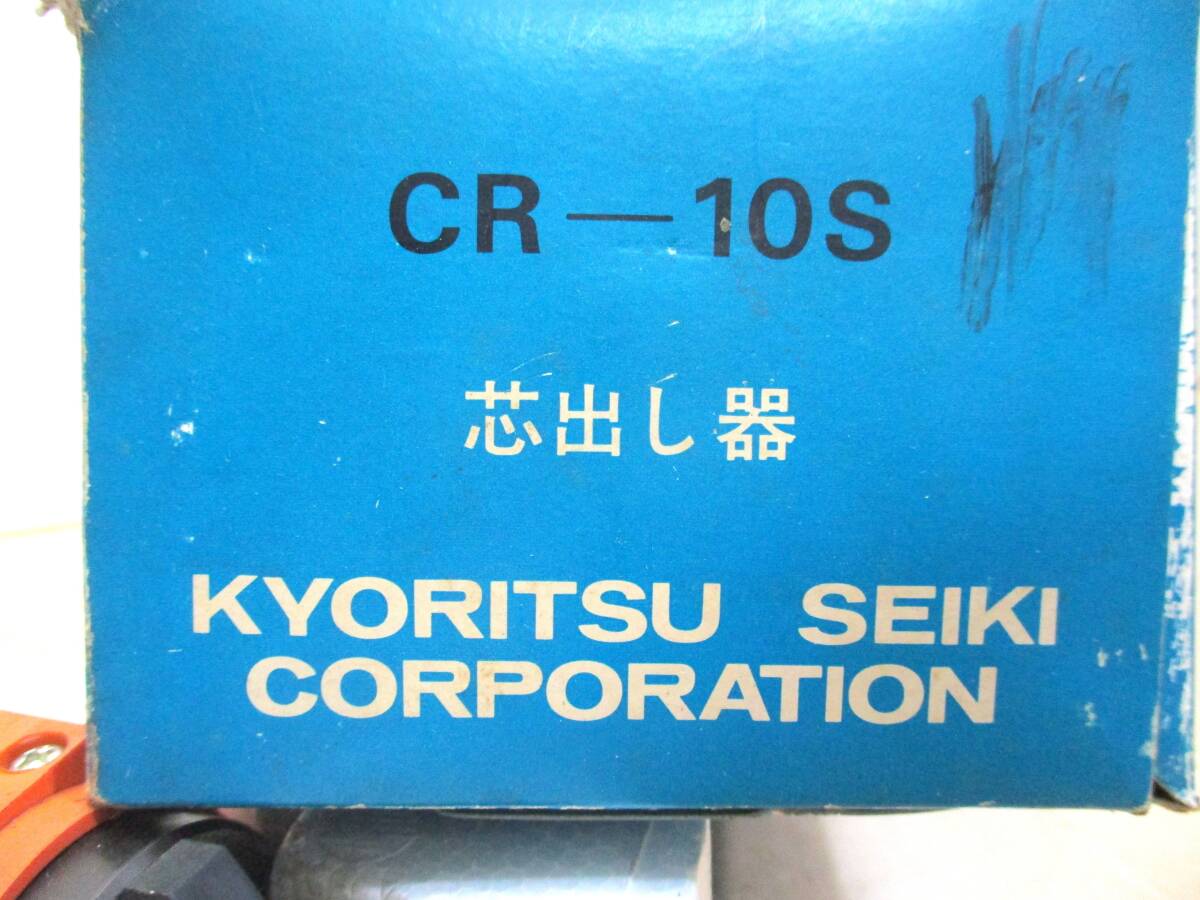 CR—10S
芯出し器
KYORITSU SEIKI
CORPORATION